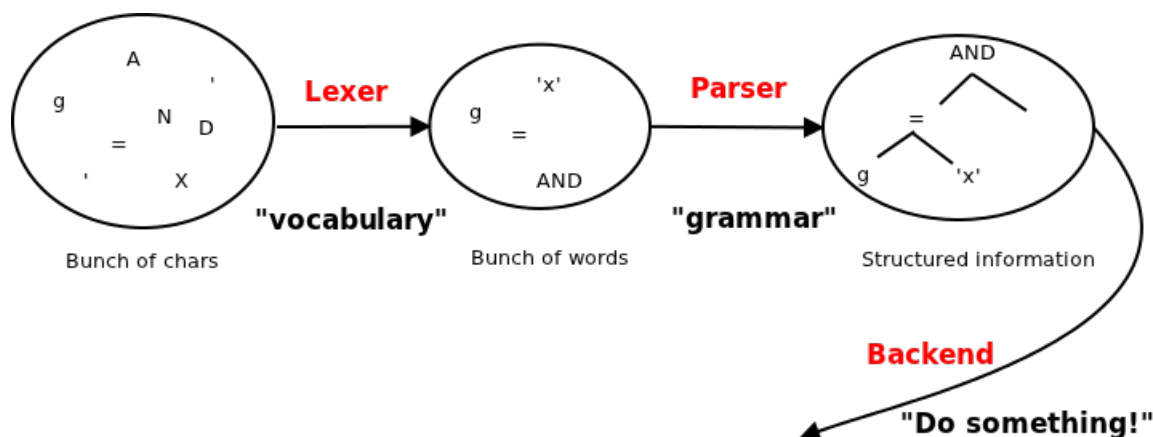 A
'
g
N
D
=
'
X
Bunch of chars
Lexer
"vocabulary"
'x'
g
=
AND
Bunch of words
Parser
"grammar"
AND
=
g
'x'
Structured information
Backend
"Do something!"